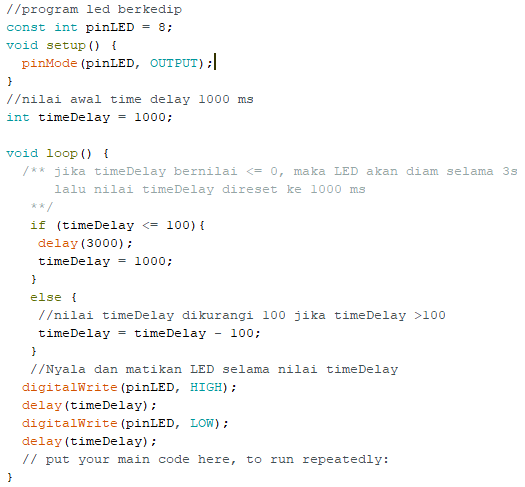 //program led berkedip
const int pinLED = 8;
void setup() {
  pinMode(pinLED, OUTPUT);
}
//nilai awal time delay 1000 ms
int timeDelay = 1000;

void loop() {
  /** jika timeDelay bernilai <= 0, maka LED akan diam selama 3s
      lalu nilai timeDelay direset ke 1000 ms
   **/
   if (timeDelay <= 100){
    delay(3000);
    timeDelay = 1000;
   }
   else {
    //nilai timeDelay dikurangi 100 jika timeDelay >100
    timeDelay = timeDelay - 100;
   }
   //Nyala dan matikan LED selama nilai timeDelay
  digitalWrite(pinLED, HIGH);
  delay(timeDelay);
  digitalWrite(pinLED, LOW);
  delay(timeDelay);
  // put your main code here, to run repeatedly:
}